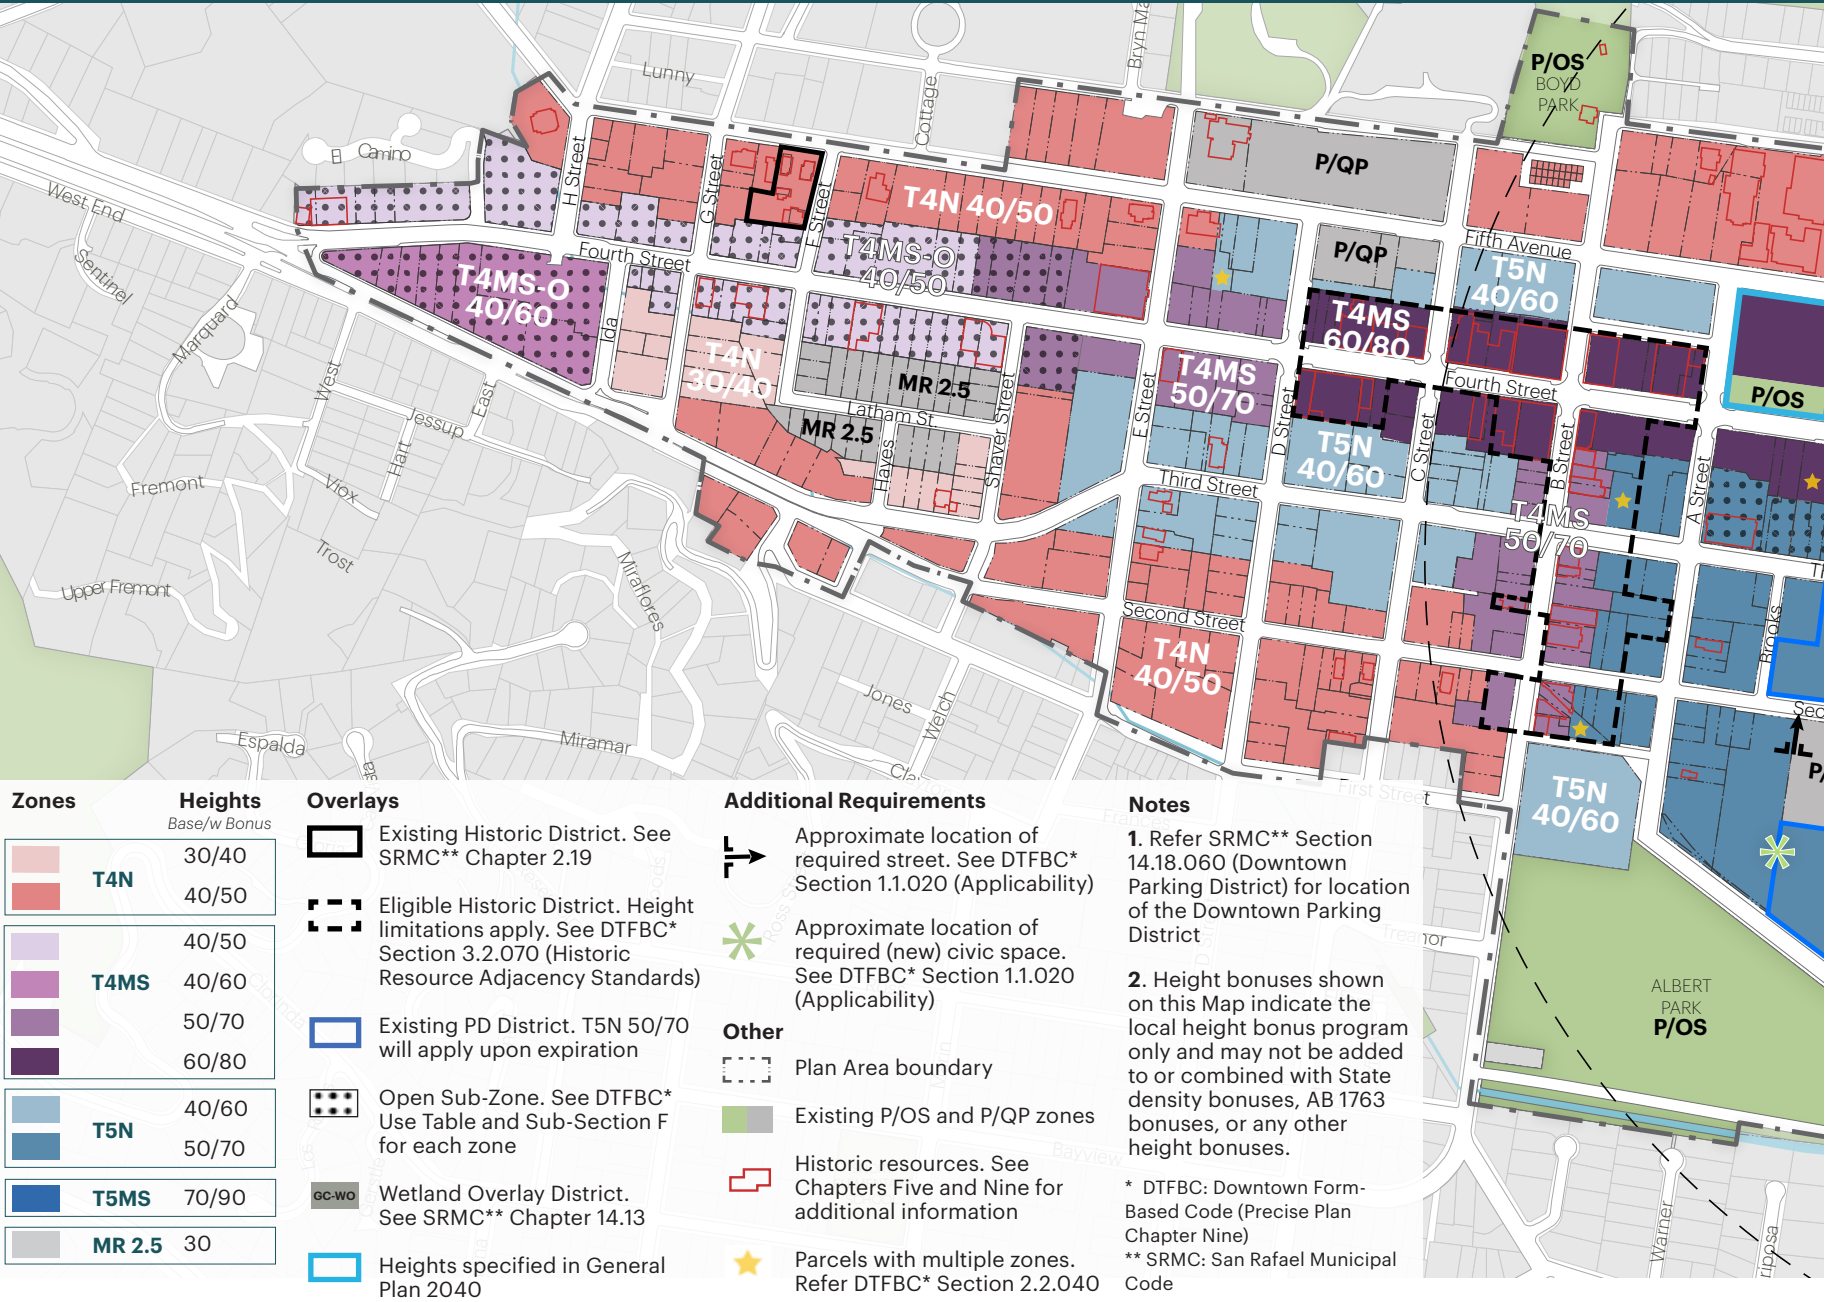 Lunny
Bryn Ma
Cottage
P/OS
BOYD
PARK
Camino
H Street
G Street
F Street
P/QP
T4N 40/50
West End
Sentinel
Marquard
Fourth Street
T4MS-O
40/50
T4MS-O
40/60
P/QP
Fifth Avenue
T5N
40/60
T4MS
60/80
Ida
T4N
30/40
MR 2.5
Latham St.
MR 2.5
Hayes
Shaver Street
E Street
T4MS
50/70
D Street
Fourth Street
P/OS
T5N
40/60
C Street
B Street
A Street
West
East
Jessup
Hart
Viox
Fremont
Trost
Upper Fremont
Miraflores
Third Street
T4MS
50/70
Second Street
T4N
40/50
Brooks
Jones
Welch
Miramar
Espalda
Clayton
First Street
Frances
T5N
40/60
Treanor
ALBERT
PARK
P/OS
Bayview
Warner
riposa
Zones
Heights
Base/w Bonus
T4N
30/40
40/50
T4MS
40/50
40/60
50/70
60/80
T5N
40/60
50/70
T5MS 70/90
MR 2.5 30
Overlays
Existing Historic District. See
SRMC** Chapter 2.19
Eligible Historic District. Height
limitations apply. See DTFBC*
Section 3.2.070 (Historic
Resource Adjacency Standards)
Existing PD District. T5N 50/70
will apply upon expiration
Open Sub-Zone. See DTFBC*
Use Table and Sub-Section F
for each zone
GC-WO
Wetland Overlay District.
See SRMC** Chapter 14.13
Heights specified in General
Plan 2040
Additional Requirements
Approximate location of
required street. See DTFBC*
Section 1.1.020 (Applicability)
Approximate location of
required (new) civic space.
See DTFBC* Section 1.1.020
(Applicability)
Other
Plan Area boundary
Existing P/OS and P/QP zones
Historic resources. See
Chapters Five and Nine for
additional information
Parcels with multiple zones.
Refer DTFBC* Section 2.2.040
Notes
1. Refer SRMC** Section
14.18.060 (Downtown
Parking District) for location
of the Downtown Parking
District
2. Height bonuses shown
on this Map indicate the
local height bonus program
only and may not be added
to or combined with State
density bonuses, AB 1763
bonuses, or any other
height bonuses.
* DTFBC: Downtown Form-
Based Code (Precise Plan
Chapter Nine)
** SRMC: San Rafael Municipal
Code